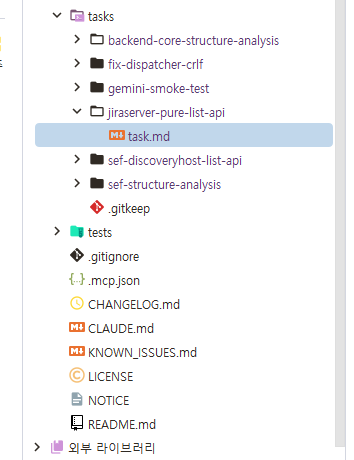 tasks
backend-core-structure-analysis
fix-dispatcher-crlf
gemini-smoke-test
jiraserver-pure-list-api
task.md
sef-discoveryhost-list-api
sef-structure-analysis
.gitkeep
tests
.gitignore
.mcp.json
CHANGELOG.md
CLAUDE.md
KNOWN_ISSUES.md
LICENSE
NOTICE
README.md
외부 라이브러리